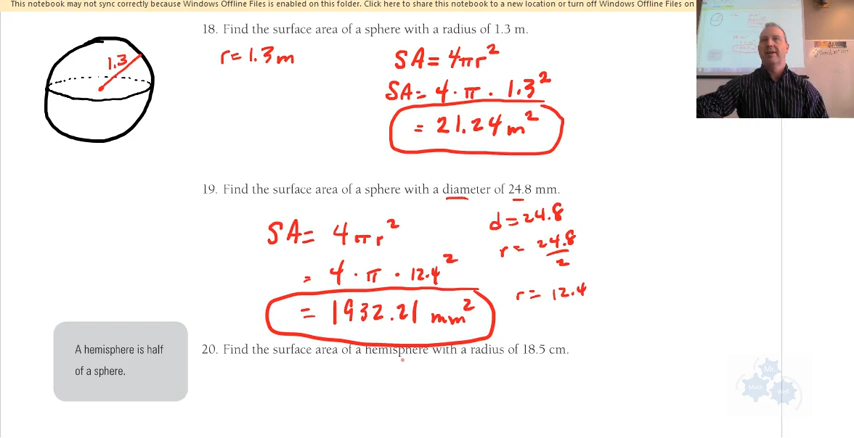 This notebook may not sync correctly because Windows Offline Files is enabled on this folder. Click here to share this notebook to a new location or turn off Windows Offline Files on
18. Find the surface area of a sphere with a radius of 1.3 m.
1.3
r = 1.3 m
SA = 4πr²
SA = 4 · π · 1.3²
= 21.24 m²
19. Find the surface area of a sphere with a diameter of 24.8 mm.
SA = 4πr²
= 4 · π · 12.4²
= 1932.21 mm²
d = 24.8
r = 24.8/2
r = 12.4
A hemisphere is half
of a sphere.
20. Find the surface area of a hemisphere with a radius of 18.5 cm.